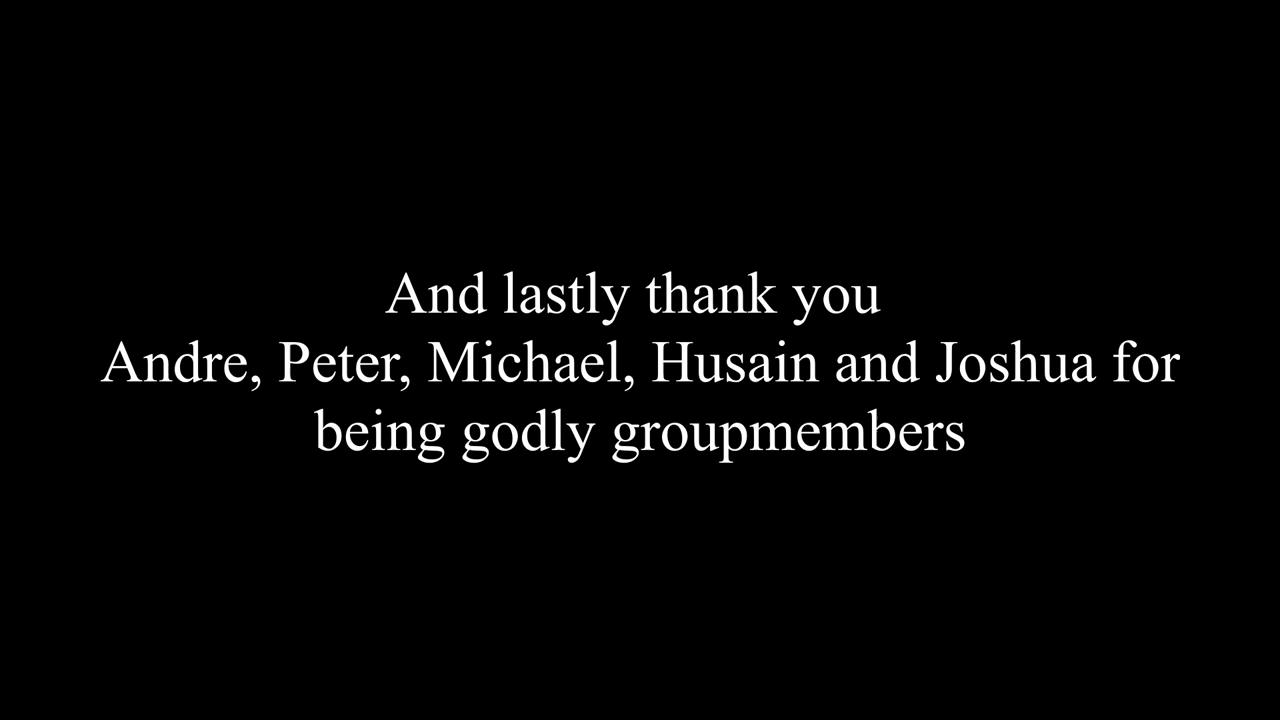 And lastly thank you
Andre, Peter, Michael, Husain and Joshua for
being godly groupmembers